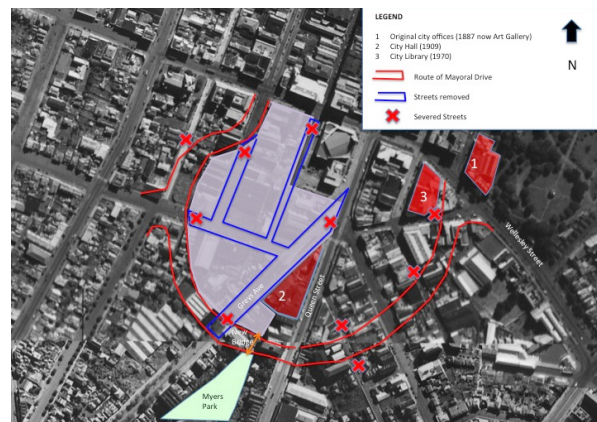 LEGEND
1 Original city offices (1887 now Art Gallery)
2 City Hall (1909)
3 City Library (1970)
N
Route of Mayoral Drive
Streets removed
Severed Streets
1
3
Wellesley Street
2
Greys Ave
Queen Street
New
Bridge
Myers
Park